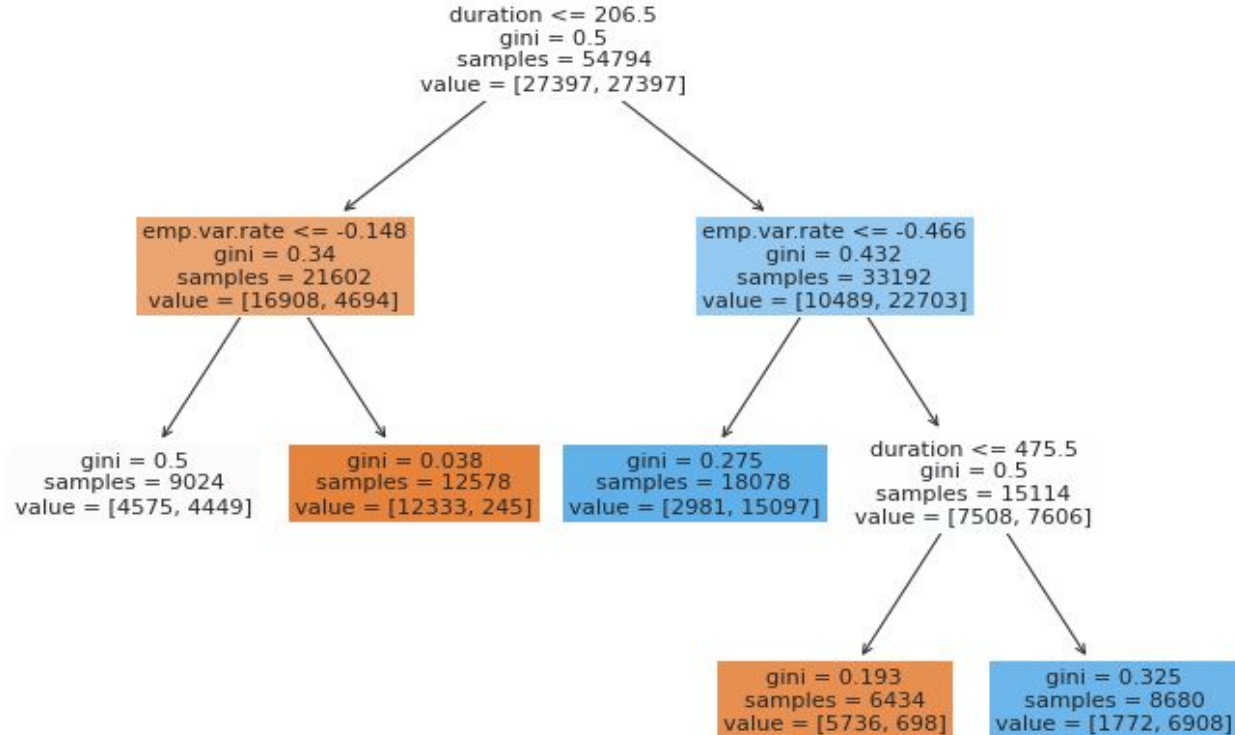 duration <= 206.5
gini = 0.5
samples = 54794
value = [27397, 27397]
emp.var.rate <= -0.148
gini = 0.34
samples = 21602
value = [16908, 4694]
emp.var.rate <= -0.466
gini = 0.432
samples = 33192
value = [10489, 22703]
gini = 0.5
samples = 9024
value = [4575, 4449]
gini = 0.038
samples = 12578
value = [12333, 245]
gini = 0.275
samples = 18078
value = [2981, 15097]
duration <= 475.5
gini = 0.5
samples = 15114
value = [7508, 7606]
gini = 0.193
samples = 6434
value = [5736, 698]
gini = 0.325
samples = 8680
value = [1772, 6908]